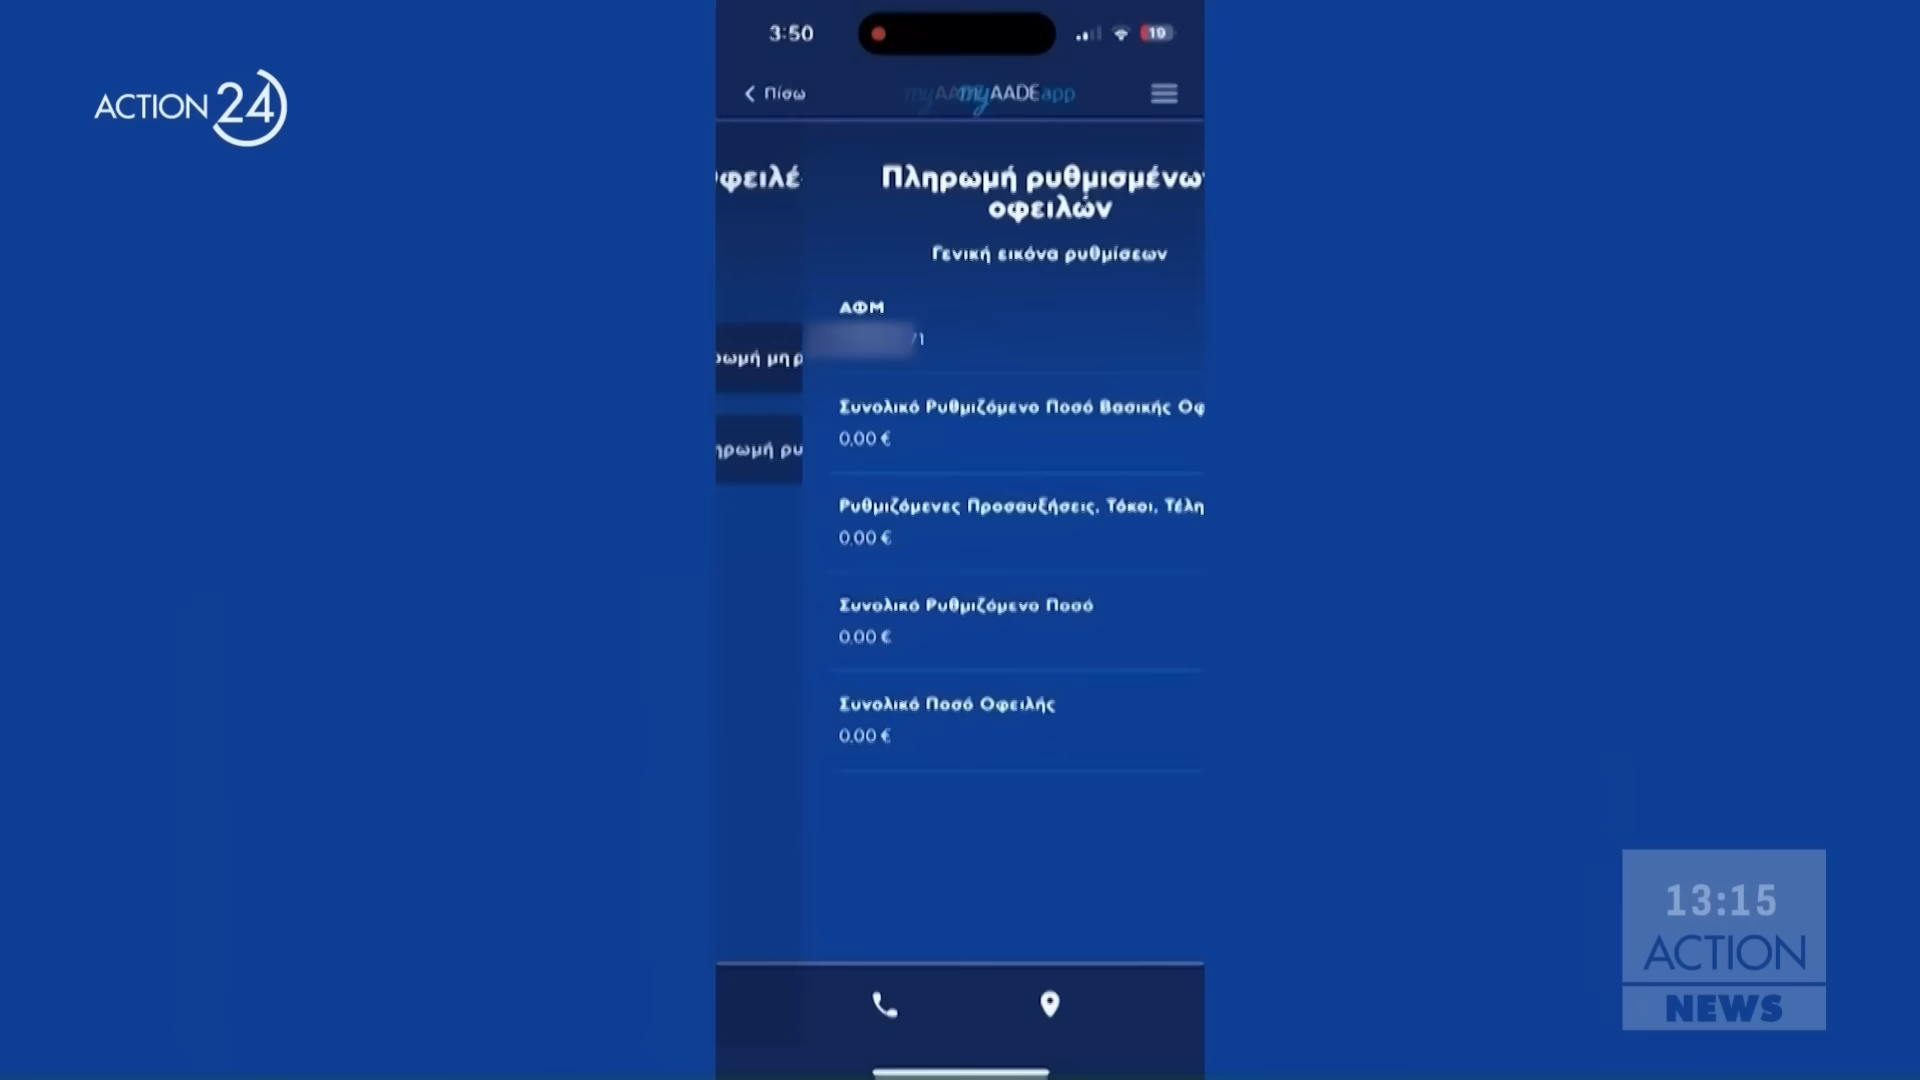 ACTION 24
3:50
10
Πίσω
myAADEapp
φειλέ
Πληρωμή ρυθμισμένω
οφειλών
Γενική εικόνα ρυθμίσεων
ΑΦΜ
71
ρωμή μη ρ
Συνολικό Ρυθμιζόμενο Ποσό Βασικής Οφ
0,00 €
ηρωμή ρυ
Ρυθμιζόμενες Προσαυξήσεις, Τόκοι, Τέλη
0,00 €
Συνολικό Ρυθμιζόμενο Ποσό
0,00 €
Συνολικό Ποσό Οφειλής
0,00 €
13:15
ACTION
NEWS